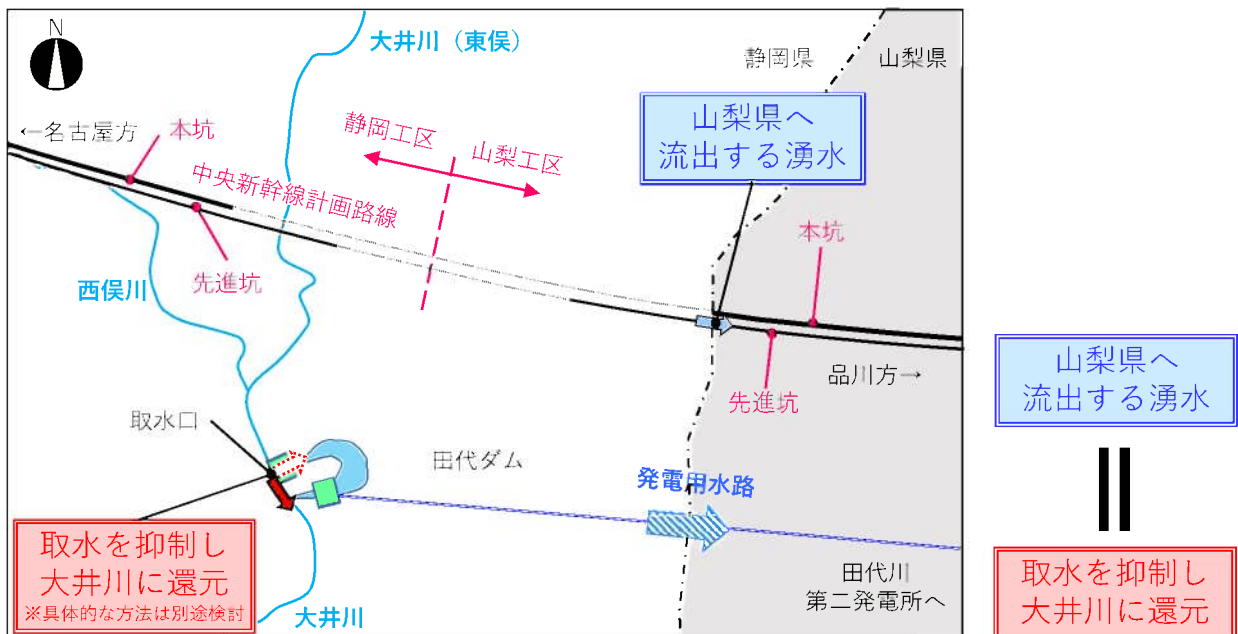 N
大井川（東俣）
静岡県
山梨県
山梨県へ
流出する湧水
←名古屋方
本坑
静岡工区
山梨工区
中央新幹線計画路線
本坑
西俣川
先進坑
品川方→
先進坑
取水口
田代ダム
発電用水路
取水を抑制し
大井川に還元
※具体的な方法は別途検討
大井川
田代川
第二発電所へ
山梨県へ
流出する湧水
取水を抑制し
大井川に還元